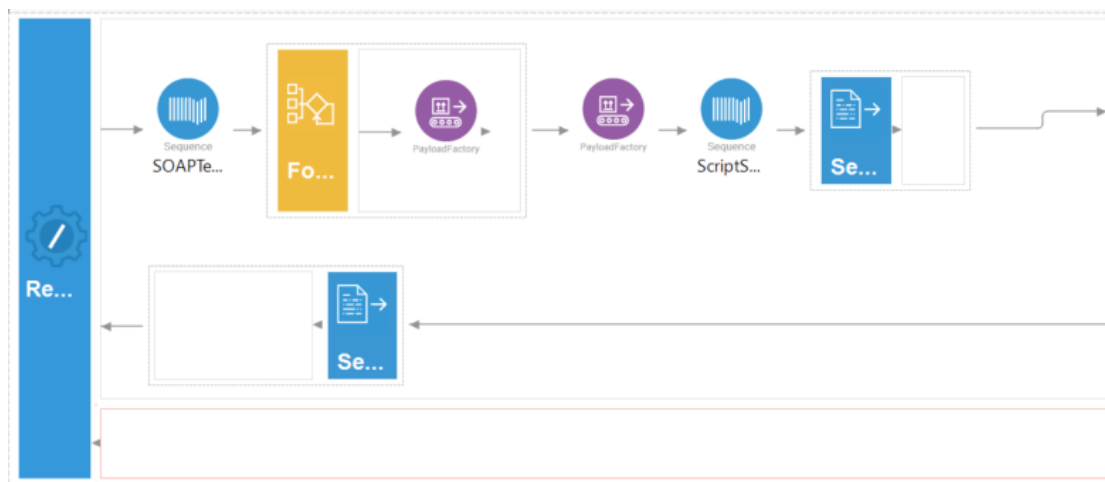 Sequence
SOAPTe...
Fo...
PayloadFactory
PayloadFactory
Sequence
ScriptS...
Se...
Re...
Se...